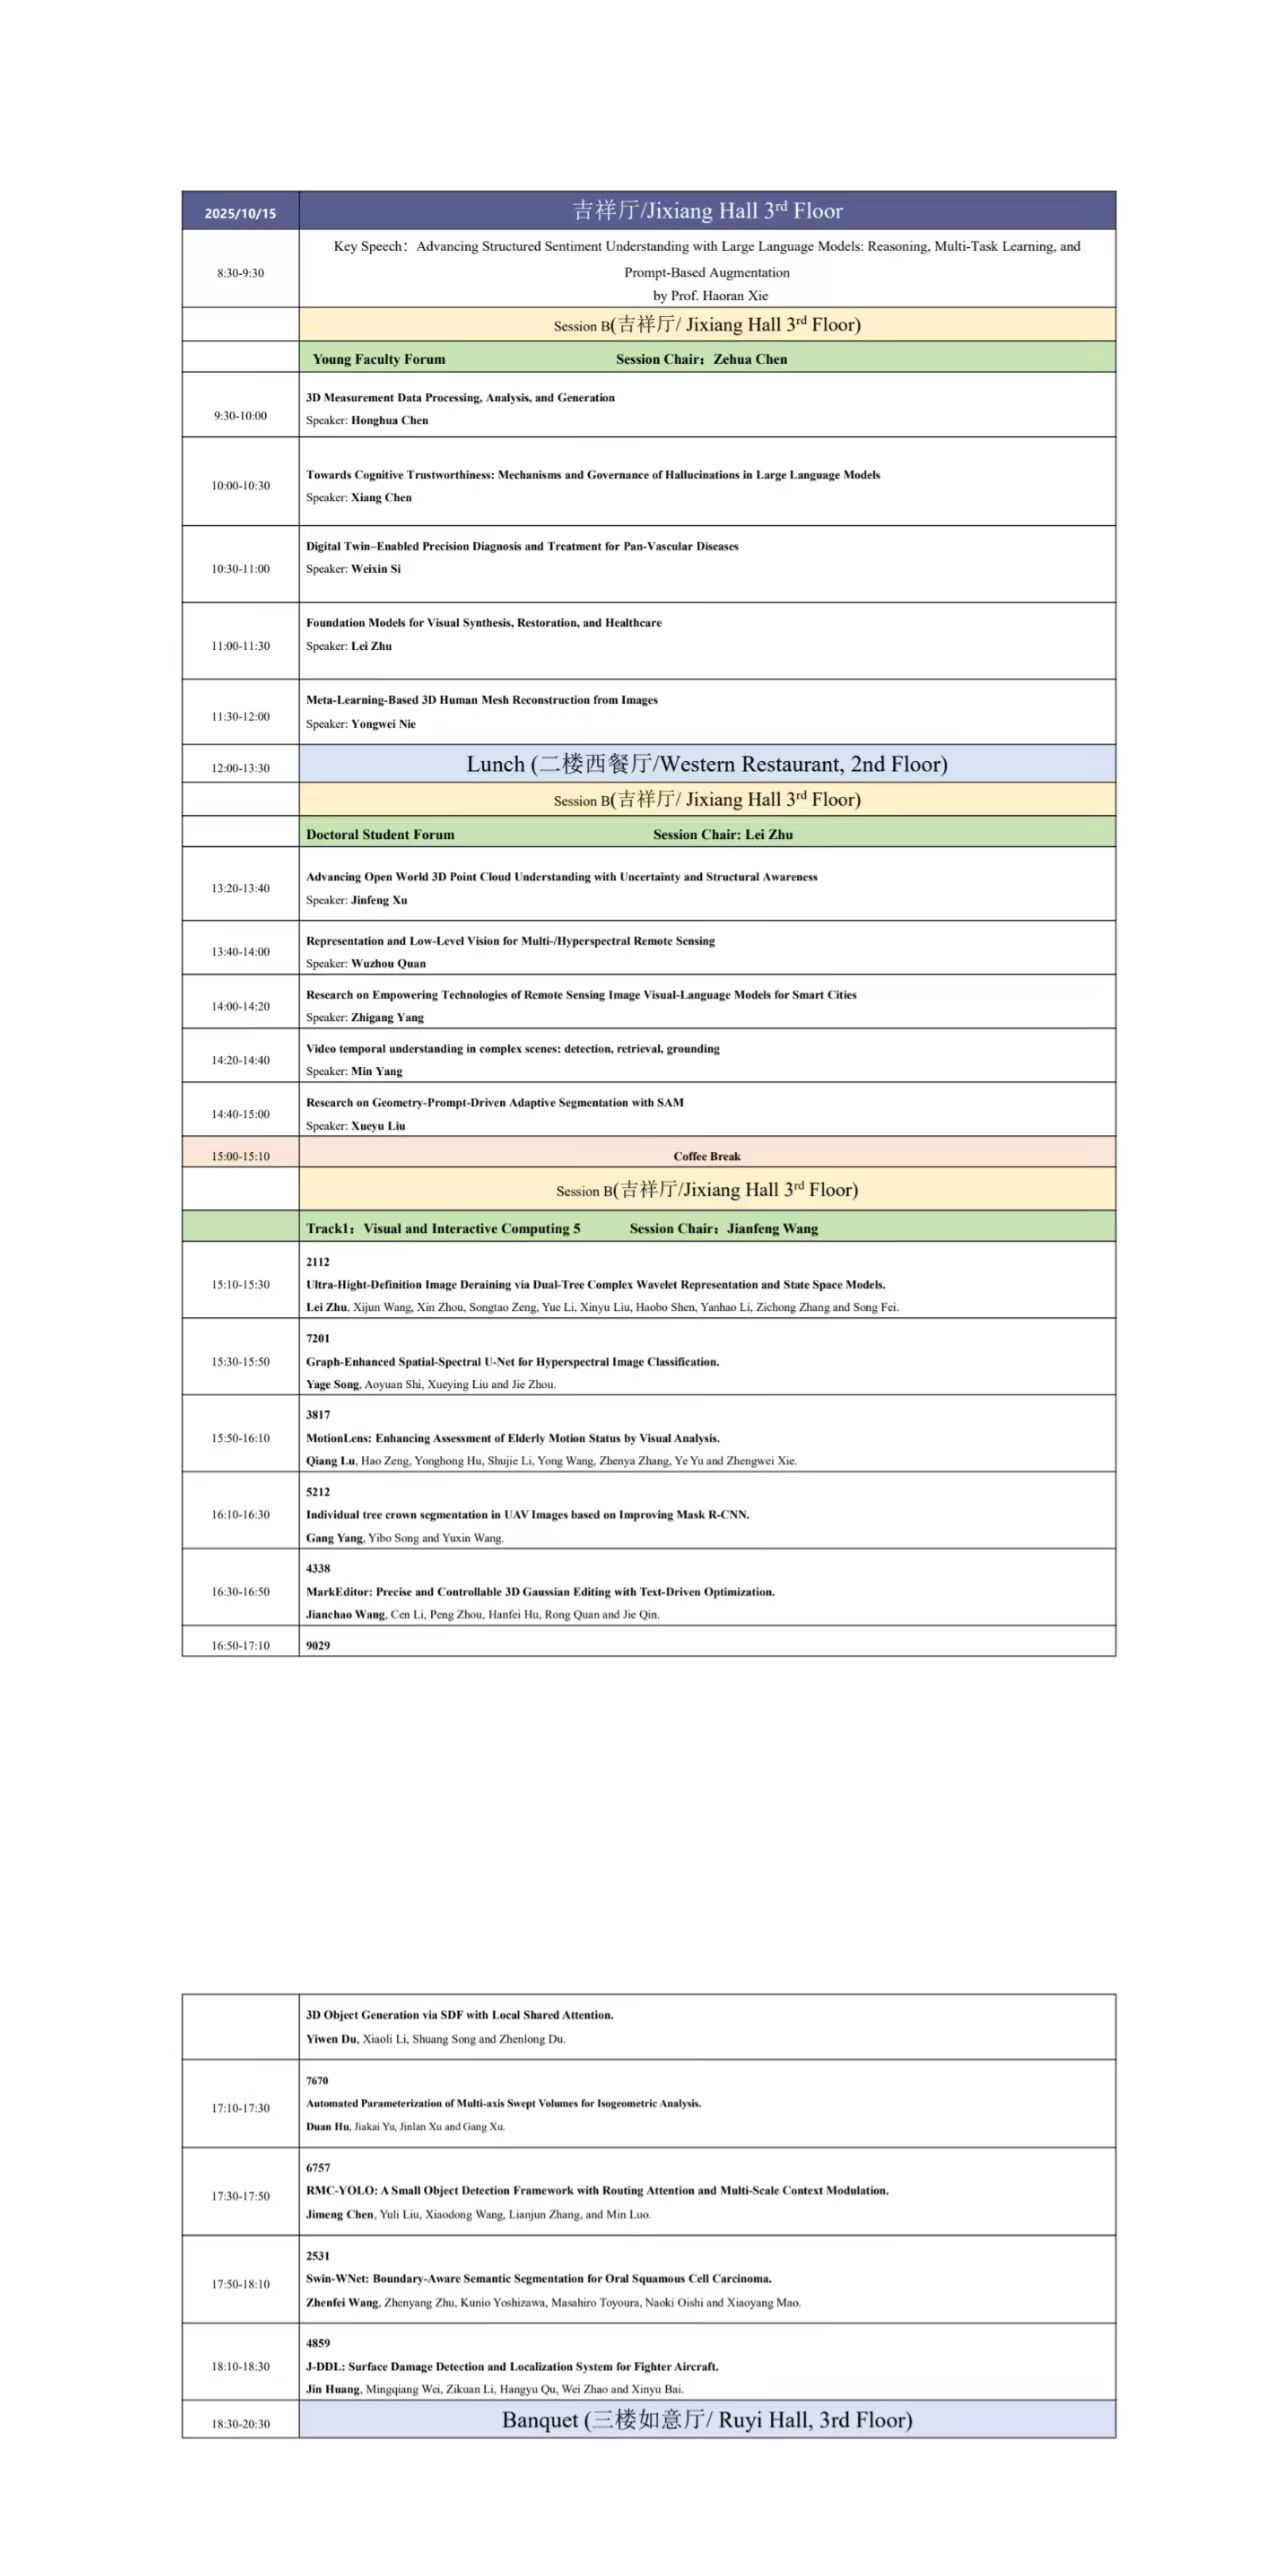 2025/10/15
吉祥厅/Jixiang Hall 3rd Floor
8:30-9:30
Key Speech：Advancing Structured Sentiment Understanding with Large Language Models: Reasoning, Multi-Task Learning, and
Prompt-Based Augmentation
by Prof. Haoran Xie
Session B(吉祥厅/ Jixiang Hall 3rd Floor)
Young Faculty Forum Session Chair：Zehua Chen
9:30-10:00
3D Measurement Data Processing, Analysis, and Generation
Speaker: Honghua Chen
10:00-10:30
Towards Cognitive Trustworthiness: Mechanisms and Governance of Hallucinations in Large Language Models
Speaker: Xiang Chen
10:30-11:00
Digital Twin–Enabled Precision Diagnosis and Treatment for Pan-Vascular Diseases
Speaker: Weixin Si
11:00-11:30
Foundation Models for Visual Synthesis, Restoration, and Healthcare
Speaker: Lei Zhu
11:30-12:00
Meta-Learning-Based 3D Human Mesh Reconstruction from Images
Speaker: Yongwei Nie
12:00-13:30
Lunch (二楼西餐厅/Western Restaurant, 2nd Floor)
Session B(吉祥厅/ Jixiang Hall 3rd Floor)
Doctoral Student Forum Session Chair: Lei Zhu
13:20-13:40
Advancing Open World 3D Point Cloud Understanding with Uncertainty and Structural Awareness
Speaker: Jinfeng Xu
13:40-14:00
Representation and Low-Level Vision for Multi-/Hyperspectral Remote Sensing
Speaker: Wuzhou Quan
14:00-14:20
Research on Empowering Technologies of Remote Sensing Image Visual-Language Models for Smart Cities
Speaker: Zhigang Yang
14:20-14:40
Video temporal understanding in complex scenes: detection, retrieval, grounding
Speaker: Min Yang
14:40-15:00
Research on Geometry-Prompt-Driven Adaptive Segmentation with SAM
Speaker: Xueyu Liu
15:00-15:10
Coffee Break
Session B(吉祥厅/Jixiang Hall 3rd Floor)
Track1：Visual and Interactive Computing 5 Session Chair：Jianfeng Wang
15:10-15:30
2112
Ultra-Hight-Definition Image Deraining via Dual-Tree Complex Wavelet Representation and State Space Models.
Lei Zhu, Xijun Wang, Xin Zhou, Songtao Zeng, Yue Li, Xinyu Liu, Haobo Shen, Yanhao Li, Zichong Zhang and Song Fei.
15:30-15:50
7201
Graph-Enhanced Spatial-Spectral U-Net for Hyperspectral Image Classification.
Yage Song, Aoyuan Shi, Xueying Liu and Jie Zhou.
15:50-16:10
3817
MotionLens: Enhancing Assessment of Elderly Motion Status by Visual Analysis.
Qiang Lu, Hao Zeng, Yonghong Hu, Shujie Li, Yong Wang, Zhenya Zhang, Ye Yu and Zhengwei Xie.
16:10-16:30
5212
Individual tree crown segmentation in UAV Images based on Improving Mask R-CNN.
Gang Yang, Yibo Song and Yuxin Wang.
16:30-16:50
4338
MarkEditor: Precise and Controllable 3D Gaussian Editing with Text-Driven Optimization.
Jianchao Wang, Cen Li, Peng Zhou, Hanfei Hu, Rong Quan and Jie Qin.
16:50-17:10
9029
3D Object Generation via SDF with Local Shared Attention.
Yiwen Du, Xiaoli Li, Shuang Song and Zhenlong Du.
17:10-17:30
7670
Automated Parameterization of Multi-axis Swept Volumes for Isogeometric Analysis.
Duan Hu, Jiakai Yu, Jinlan Xu and Gang Xu.
17:30-17:50
6757
RMC-YOLO: A Small Object Detection Framework with Routing Attention and Multi-Scale Context Modulation.
Jimeng Chen, Yuli Liu, Xiaodong Wang, Lianjun Zhang, and Min Luo.
17:50-18:10
2531
Swin-WNet: Boundary-Aware Semantic Segmentation for Oral Squamous Cell Carcinoma.
Zhenfei Wang, Zhenyang Zhu, Kunio Yoshizawa, Masahiro Toyoura, Naoki Oishi and Xiaoyang Mao.
18:10-18:30
4859
J-DDL: Surface Damage Detection and Localization System for Fighter Aircraft.
Jin Huang, Mingqiang Wei, Zikuan Li, Hangyu Qu, Wei Zhao and Xinyu Bai.
18:30-20:30
Banquet (三楼如意厅/ Ruyi Hall, 3rd Floor)